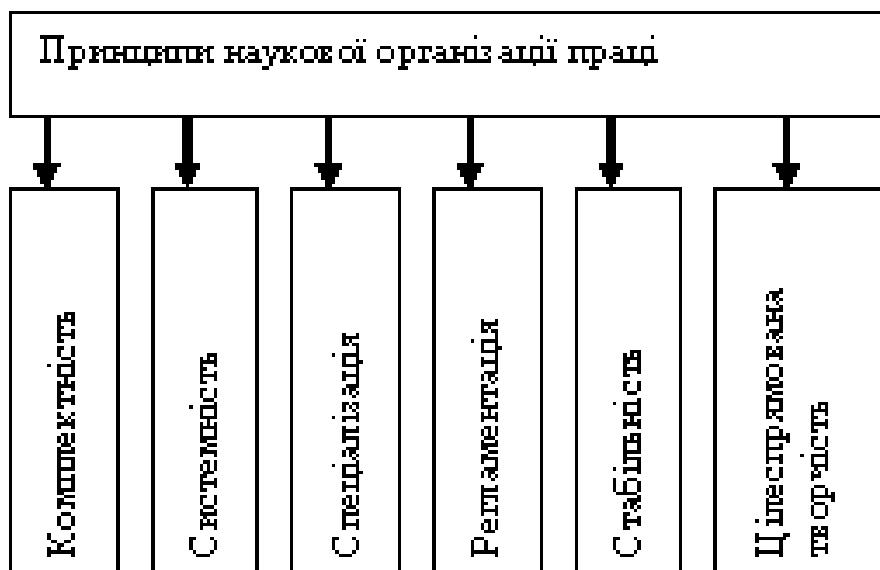 Принципи наукової організації праці
Комплектність
Системність
Спеціалізація
Регламентація
Стабільність
Цілеспрямована
творчість